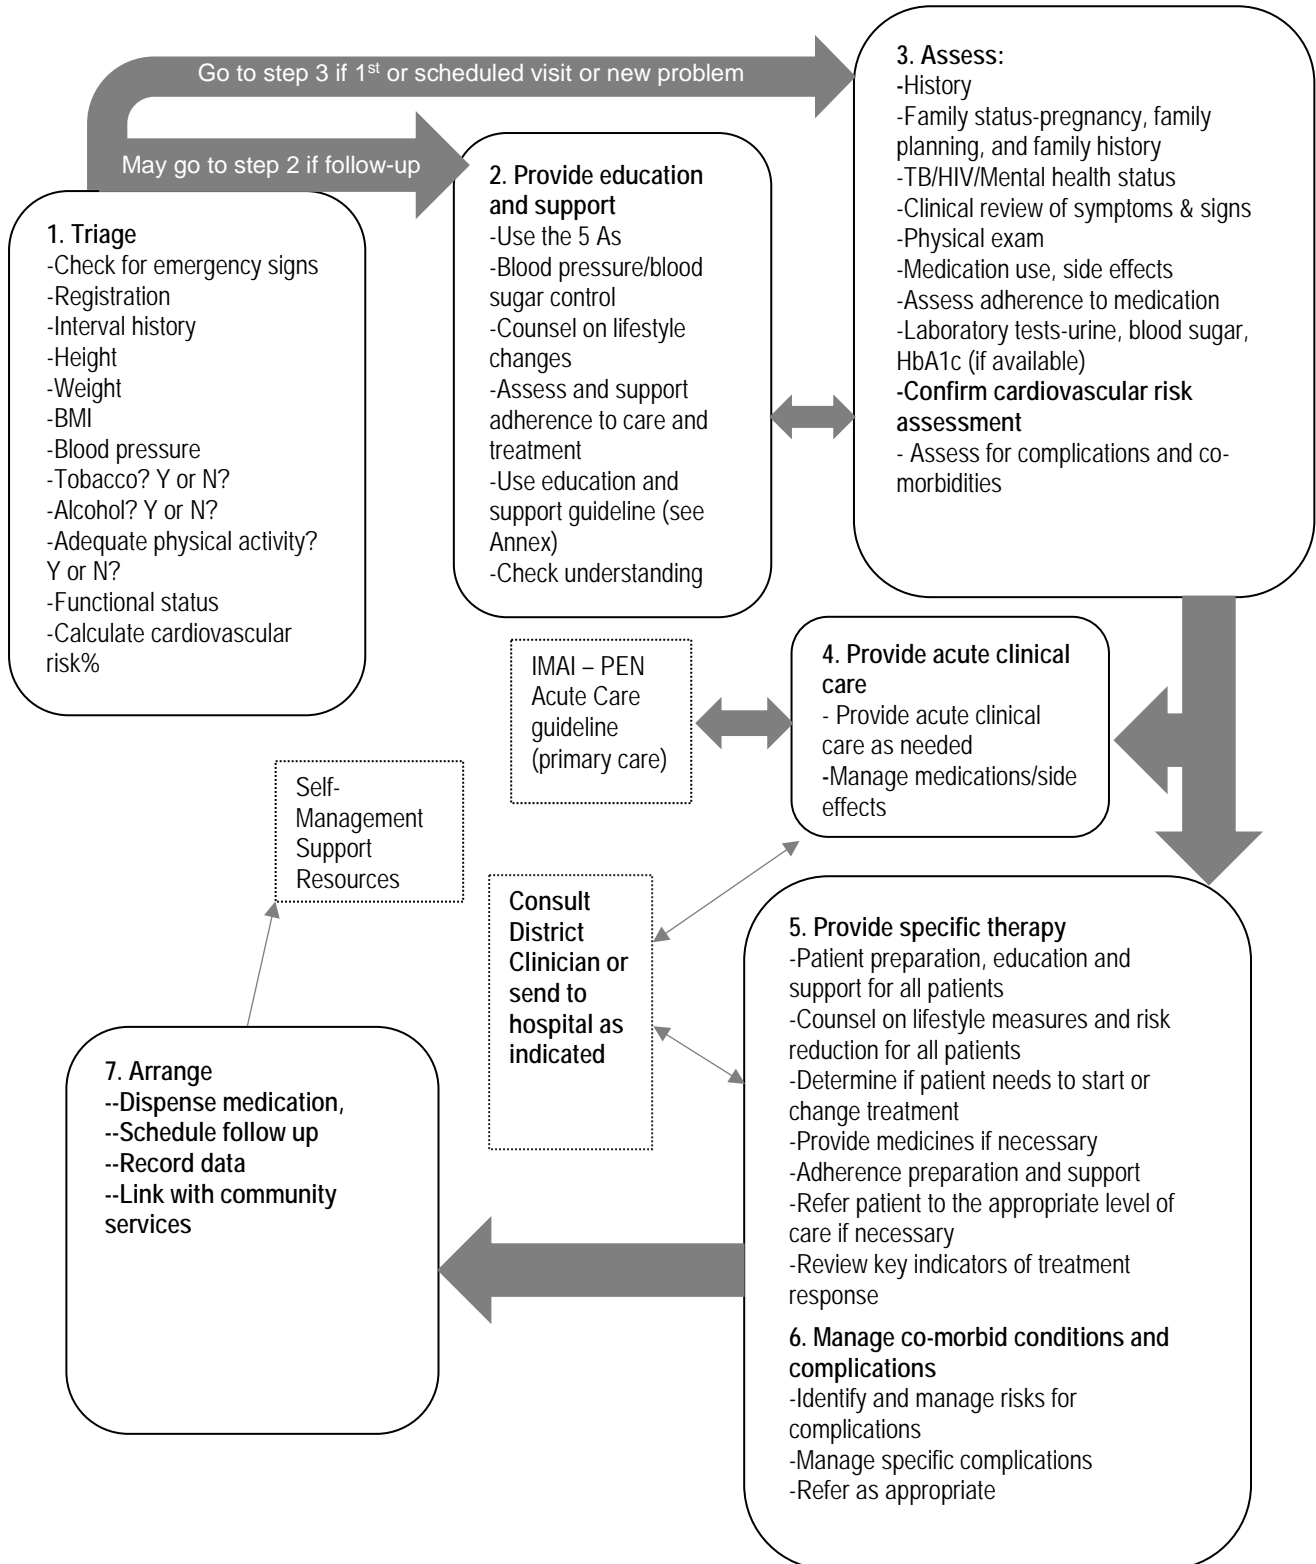 Go to step 3 if 1st or scheduled visit or new problem
May go to step 2 if follow-up
1. Triage
-Check for emergency signs
-Registration
-Interval history
-Height
-Weight
-BMI
-Blood pressure
-Tobacco? Y or N?
-Alcohol? Y or N?
-Adequate physical activity?
Y or N?
-Functional status
-Calculate cardiovascular
risk%
2. Provide education
and support
-Use the 5 As
-Blood pressure/blood
sugar control
-Counsel on lifestyle
changes
-Assess and support
adherence to care and
treatment
-Use education and
support guideline (see
Annex)
-Check understanding
3. Assess:
-History
-Family status-pregnancy, family
planning, and family history
-TB/HIV/Mental health status
-Clinical review of symptoms & signs
-Physical exam
-Medication use, side effects
-Assess adherence to medication
-Laboratory tests-urine, blood sugar,
HbA1c (if available)
-Confirm cardiovascular risk
assessment
- Assess for complications and co-
morbidities
IMAI – PEN
Acute Care
guideline
(primary care)
4. Provide acute clinical
care
- Provide acute clinical
care as needed
-Manage medications/side
effects
Self-
Management
Support
Resources
Consult
District
Clinician or
send to
hospital as
indicated
5. Provide specific therapy
-Patient preparation, education and
support for all patients
-Counsel on lifestyle measures and risk
reduction for all patients
-Determine if patient needs to start or
change treatment
-Provide medicines if necessary
-Adherence preparation and support
-Refer patient to the appropriate level of
care if necessary
-Review key indicators of treatment
response
6. Manage co-morbid conditions and
complications
-Identify and manage risks for
complications
-Manage specific complications
-Refer as appropriate
7. Arrange
--Dispense medication,
--Schedule follow up
--Record data
--Link with community
services